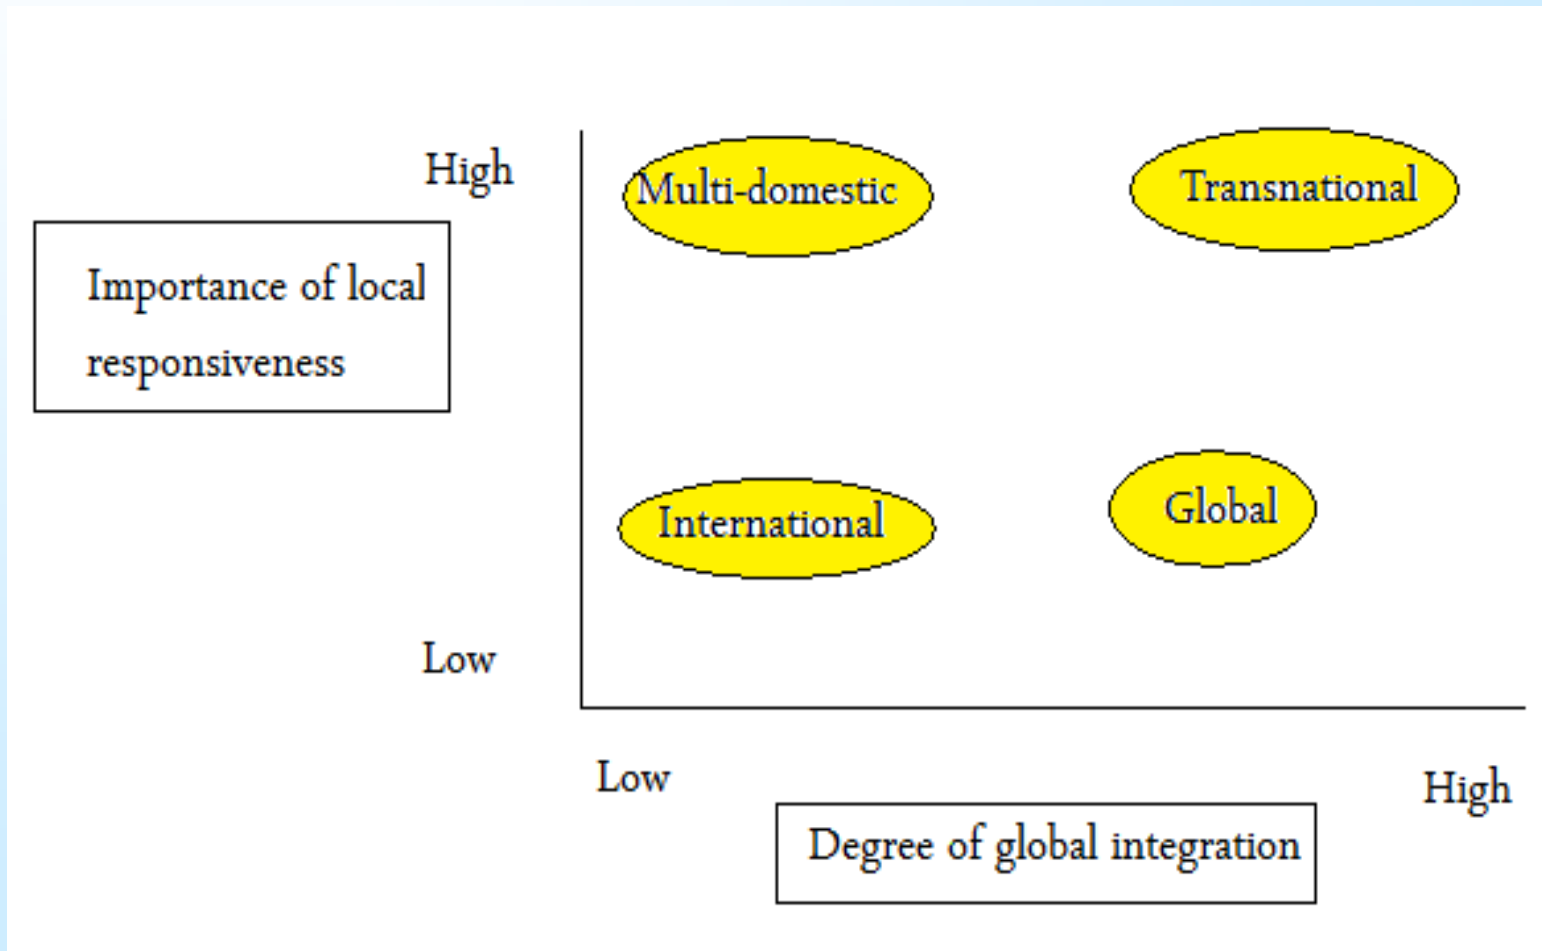 High
Multi-domestic
Transnational
Importance of local
responsiveness
International
Global
Low
Low
High
Degree of global integration